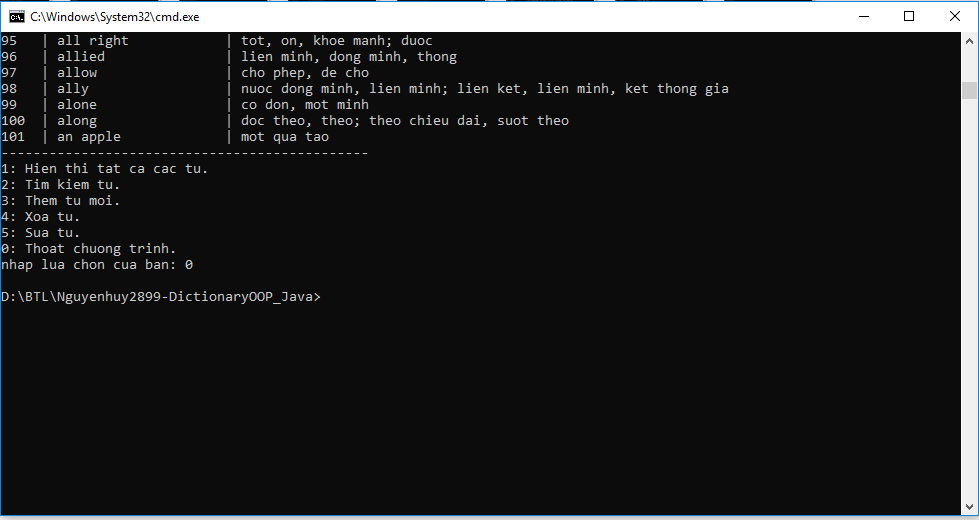 C:\Windows\System32\cmd.exe
95   | all right            | tot, on, khoe manh; duoc
96   | allied               | lien minh, dong minh, thong
97   | allow                | cho phep, de cho
98   | ally                 | nuoc dong minh, lien minh; lien ket, lien minh, ket thong gia
99   | alone                | co don, mot minh
100  | along                | doc theo, theo; theo chieu dai, suot theo
101  | an apple             | mot qua tao
----------------------------------------------
1: Hien thi tat ca cac tu.
2: Tim kiem tu.
3: Them tu moi.
4: Xoa tu.
5: Sua tu.
0: Thoat chuong trinh.
nhap lua chon cua ban: 0
D:\BTL\Nguyenhuy2899-DictionaryOOP_Java>